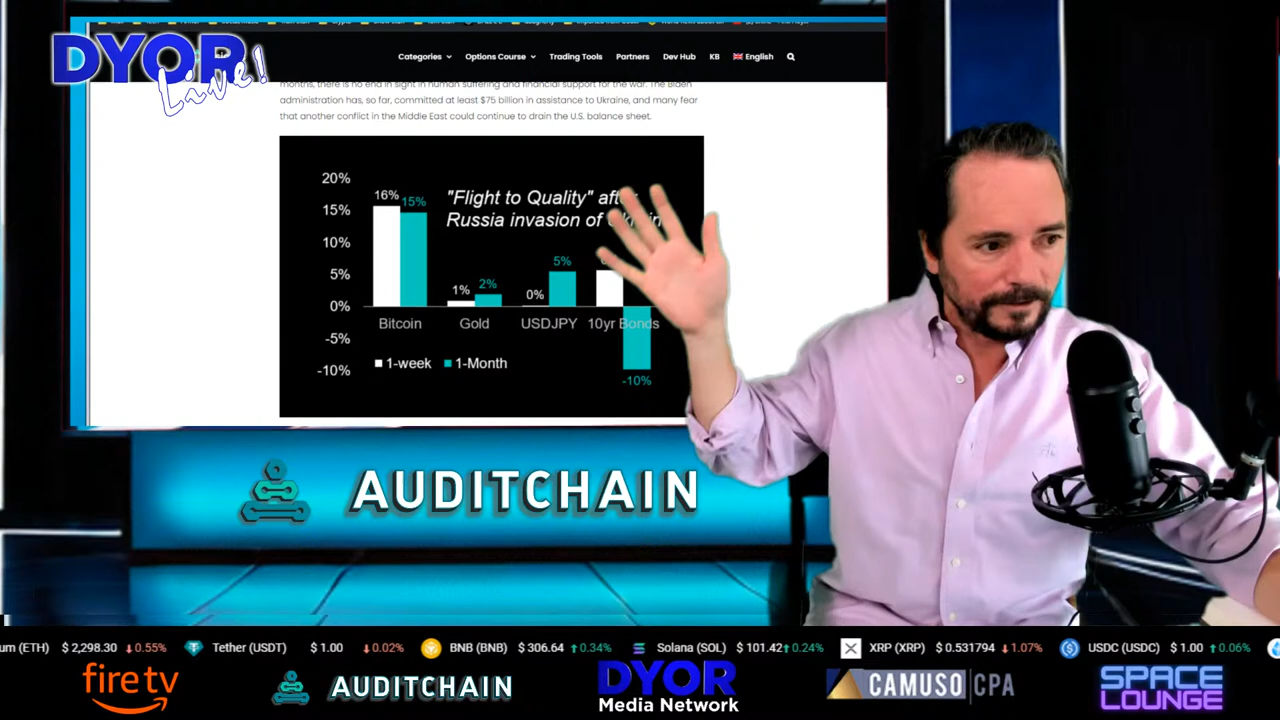 DYOR
Live!
Categories Options Course Trading Tools Partners Dev Hub KB English
months, there is no end in sight in human suffering and financial support for the war. The Biden
administration has, so far, committed at least $75 billion in assistance to Ukraine, and many fear
that another conflict in the Middle East could continue to drain the U.S. balance sheet.
20%
15%
10%
5%
0%
-5%
-10%
"Flight to Quality"
Russia invasion of
16% 15%
1% 2%
0% 5%
-10%
Bitcoin Gold USDJPY 10yr Bonds
1-week 1-Month
AUDITCHAIN
(ETH) $ 2,298.30 ↓0.55% Tether (USDT) $ 1.00 ↓0.02% BNB (BNB) $ 306.64 ↑0.34% Solana (SOL) $ 101.42 ↑0.24% XRP (XRP) $ 0.531794 ↓1.07% USDC (USDC) $ 1.00 ↑0.06%
fire tv
AUDITCHAIN
DYOR
Media Network
CAMUSO CPA
SPACE
LOUNGE